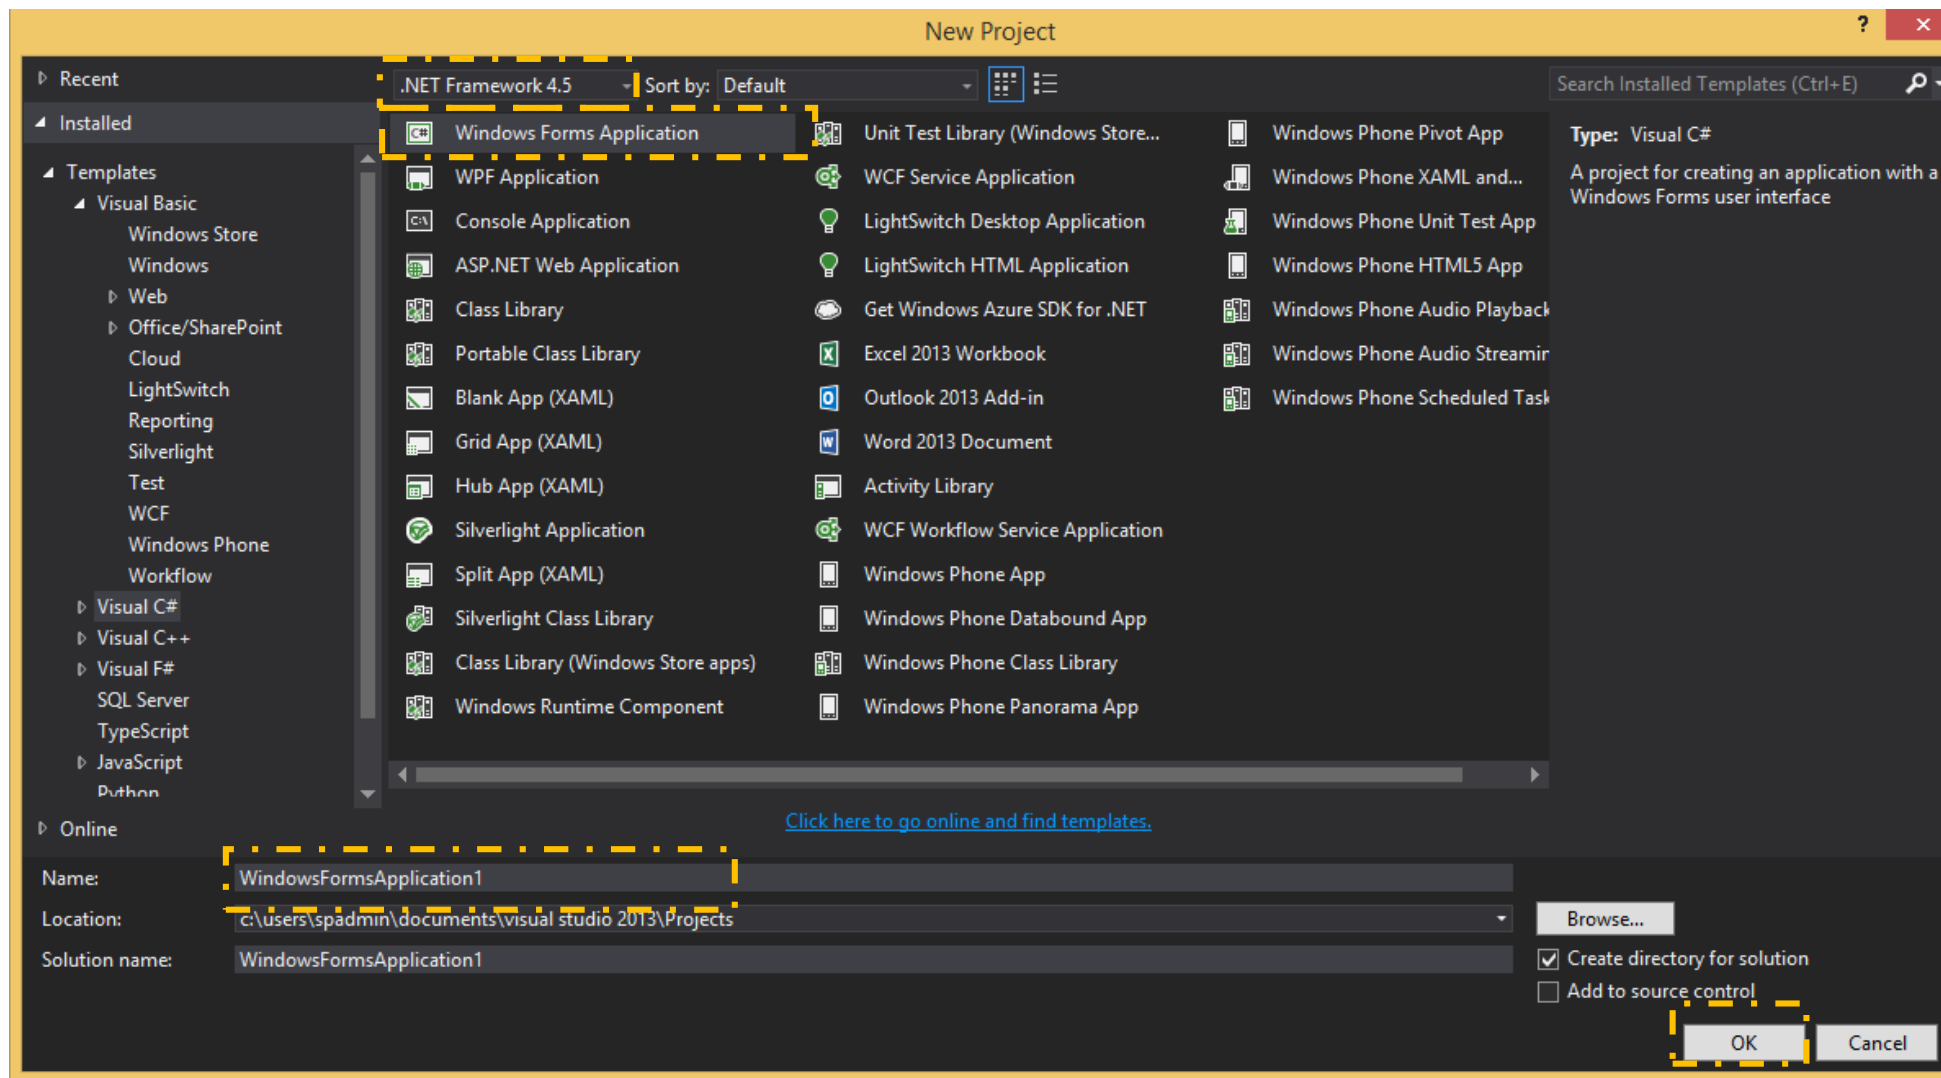 New Project
?
Recent
Installed
Templates
Visual Basic
Windows Store
Windows
Web
Office/SharePoint
Cloud
LightSwitch
Reporting
Silverlight
Test
WCF
Windows Phone
Workflow
Visual C#
Visual C++
Visual F#
SQL Server
TypeScript
JavaScript
Python
Online
.NET Framework 4.5
Sort by: Default
Windows Forms Application
WPF Application
Console Application
ASP.NET Web Application
Class Library
Portable Class Library
Blank App (XAML)
Grid App (XAML)
Hub App (XAML)
Silverlight Application
Split App (XAML)
Silverlight Class Library
Class Library (Windows Store apps)
Windows Runtime Component
Unit Test Library (Windows Store...
WCF Service Application
LightSwitch Desktop Application
LightSwitch HTML Application
Get Windows Azure SDK for .NET
Excel 2013 Workbook
Outlook 2013 Add-in
Word 2013 Document
Activity Library
WCF Workflow Service Application
Windows Phone App
Windows Phone Databound App
Windows Phone Class Library
Windows Phone Panorama App
Windows Phone Pivot App
Windows Phone XAML and...
Windows Phone Unit Test App
Windows Phone HTML5 App
Windows Phone Audio Playback
Windows Phone Audio Streamin
Windows Phone Scheduled Task
Search Installed Templates (Ctrl+E)
Type: Visual C#
A project for creating an application with a
Windows Forms user interface
Click here to go online and find templates.
Name: WindowsFormsApplication1
Location: c:\users\spadmin\documents\visual studio 2013\Projects
Browse...
Solution name: WindowsFormsApplication1
Create directory for solution
Add to source control
OK
Cancel